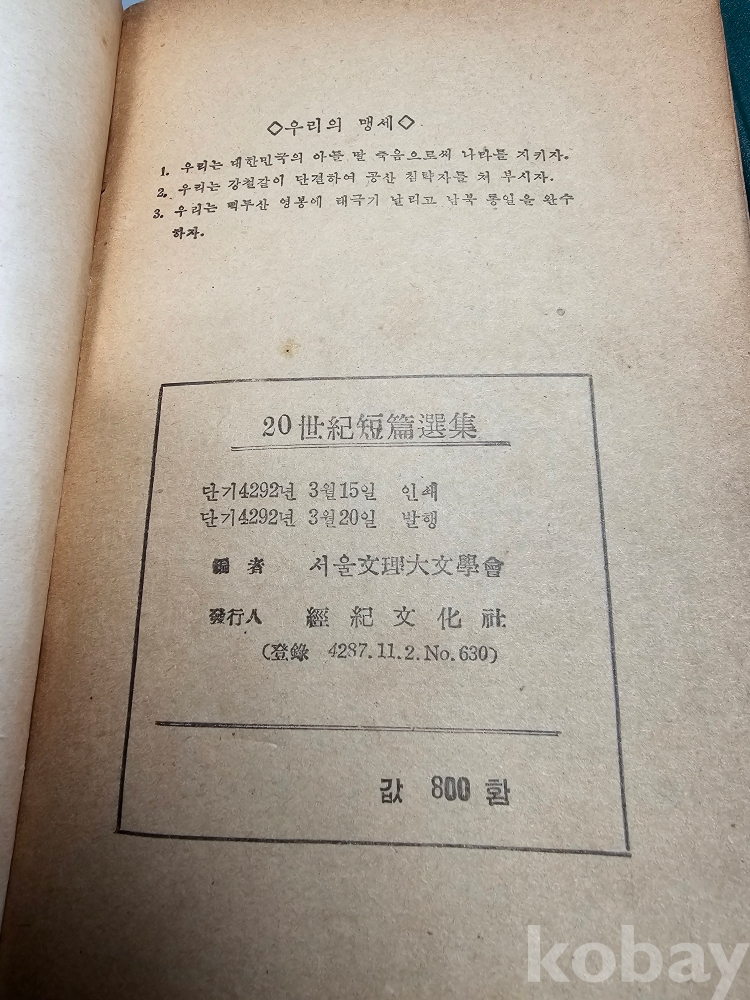 ◇우리의 맹세◇
1. 우리는 대한민국의 아들 딸 죽음으로써 나라를 지키자.
2. 우리는 강철같이 단결하여 공산 침략자를 쳐 부시자.
3. 우리는 백두산 영봉에 태극기 날리고 남북 통일을 완수
하자.
20世紀短篇選集
단기4292년 3월15일 인쇄
단기4292년 3월20일 발행
編者 서울文理大文學會
發行人 經紀文化社
(登錄 4287.11.2.No.630)
값 800 환
kobay